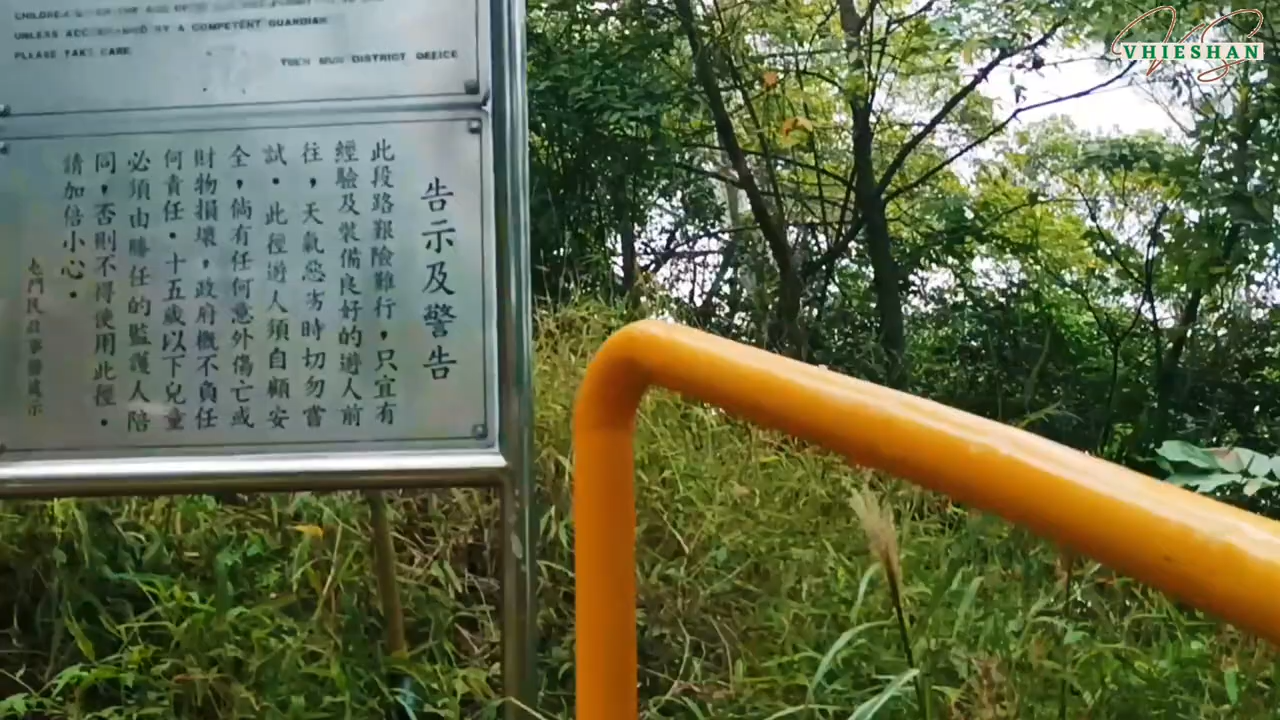 UNLESS ACCOMPANIED BY A COMPETENT GUARDIAN
PLEASE TAKE CARE
TUEN MUN DISTRICT OFFICE
告示及警告
此段路艱險難行，只宜有
經驗及裝備良好的遊人前
往，天氣惡劣時切勿嘗
試。此徑遊人須自顧安
全，倘有任何意外傷亡或
財物損壞，政府概不負任
何責任。十五歲以下兒童
必須由勝任的監護人陪
同，否則不得使用此徑。
請加倍小心。
屯門民政事務處示
VHIESHAN